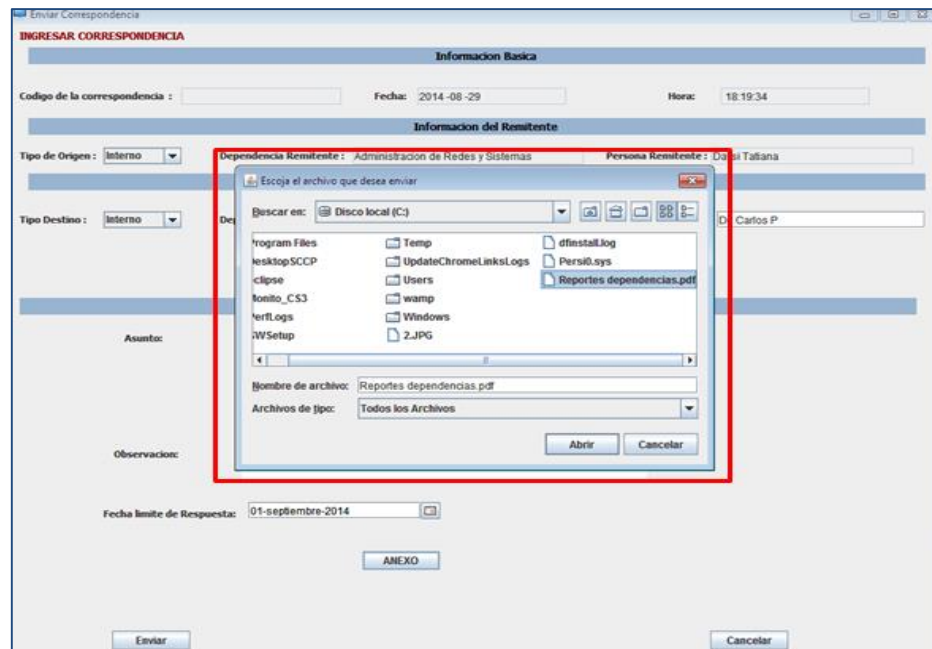 Enviar Correspondencia
INGRESAR CORRESPONDENCIA
Informacion Basica
Codigo de la correspondencia : Fecha: 2014 -08 -29 Hora: 18:19:34
Informacion del Remitente
Tipo de Origen : Interno Dependencia Remitente : Administracion de Redes y Sistemas Persona Remitente : Tatiana
Escoja el archivo que desea enviar
Tipo Destino : Interno Carlos P
Buscar en: Disco local (C:)
rogram Files Temp dfinstall.log
esktopSCCP UpdateChromeLinksLogs Persi0.sys
clipse Users Reportes dependencias.pdf
onito_CS3 wamp
erfLogs Windows
WSetup 2.JPG
Asunto:
Nombre de archivo: Reportes dependencias.pdf
Archivos de tipo: Todos los Archivos
Abrir Cancelar
Observacion:
Fecha limite de Respuesta: 01-septiembre-2014
ANEXO
Enviar Cancelar